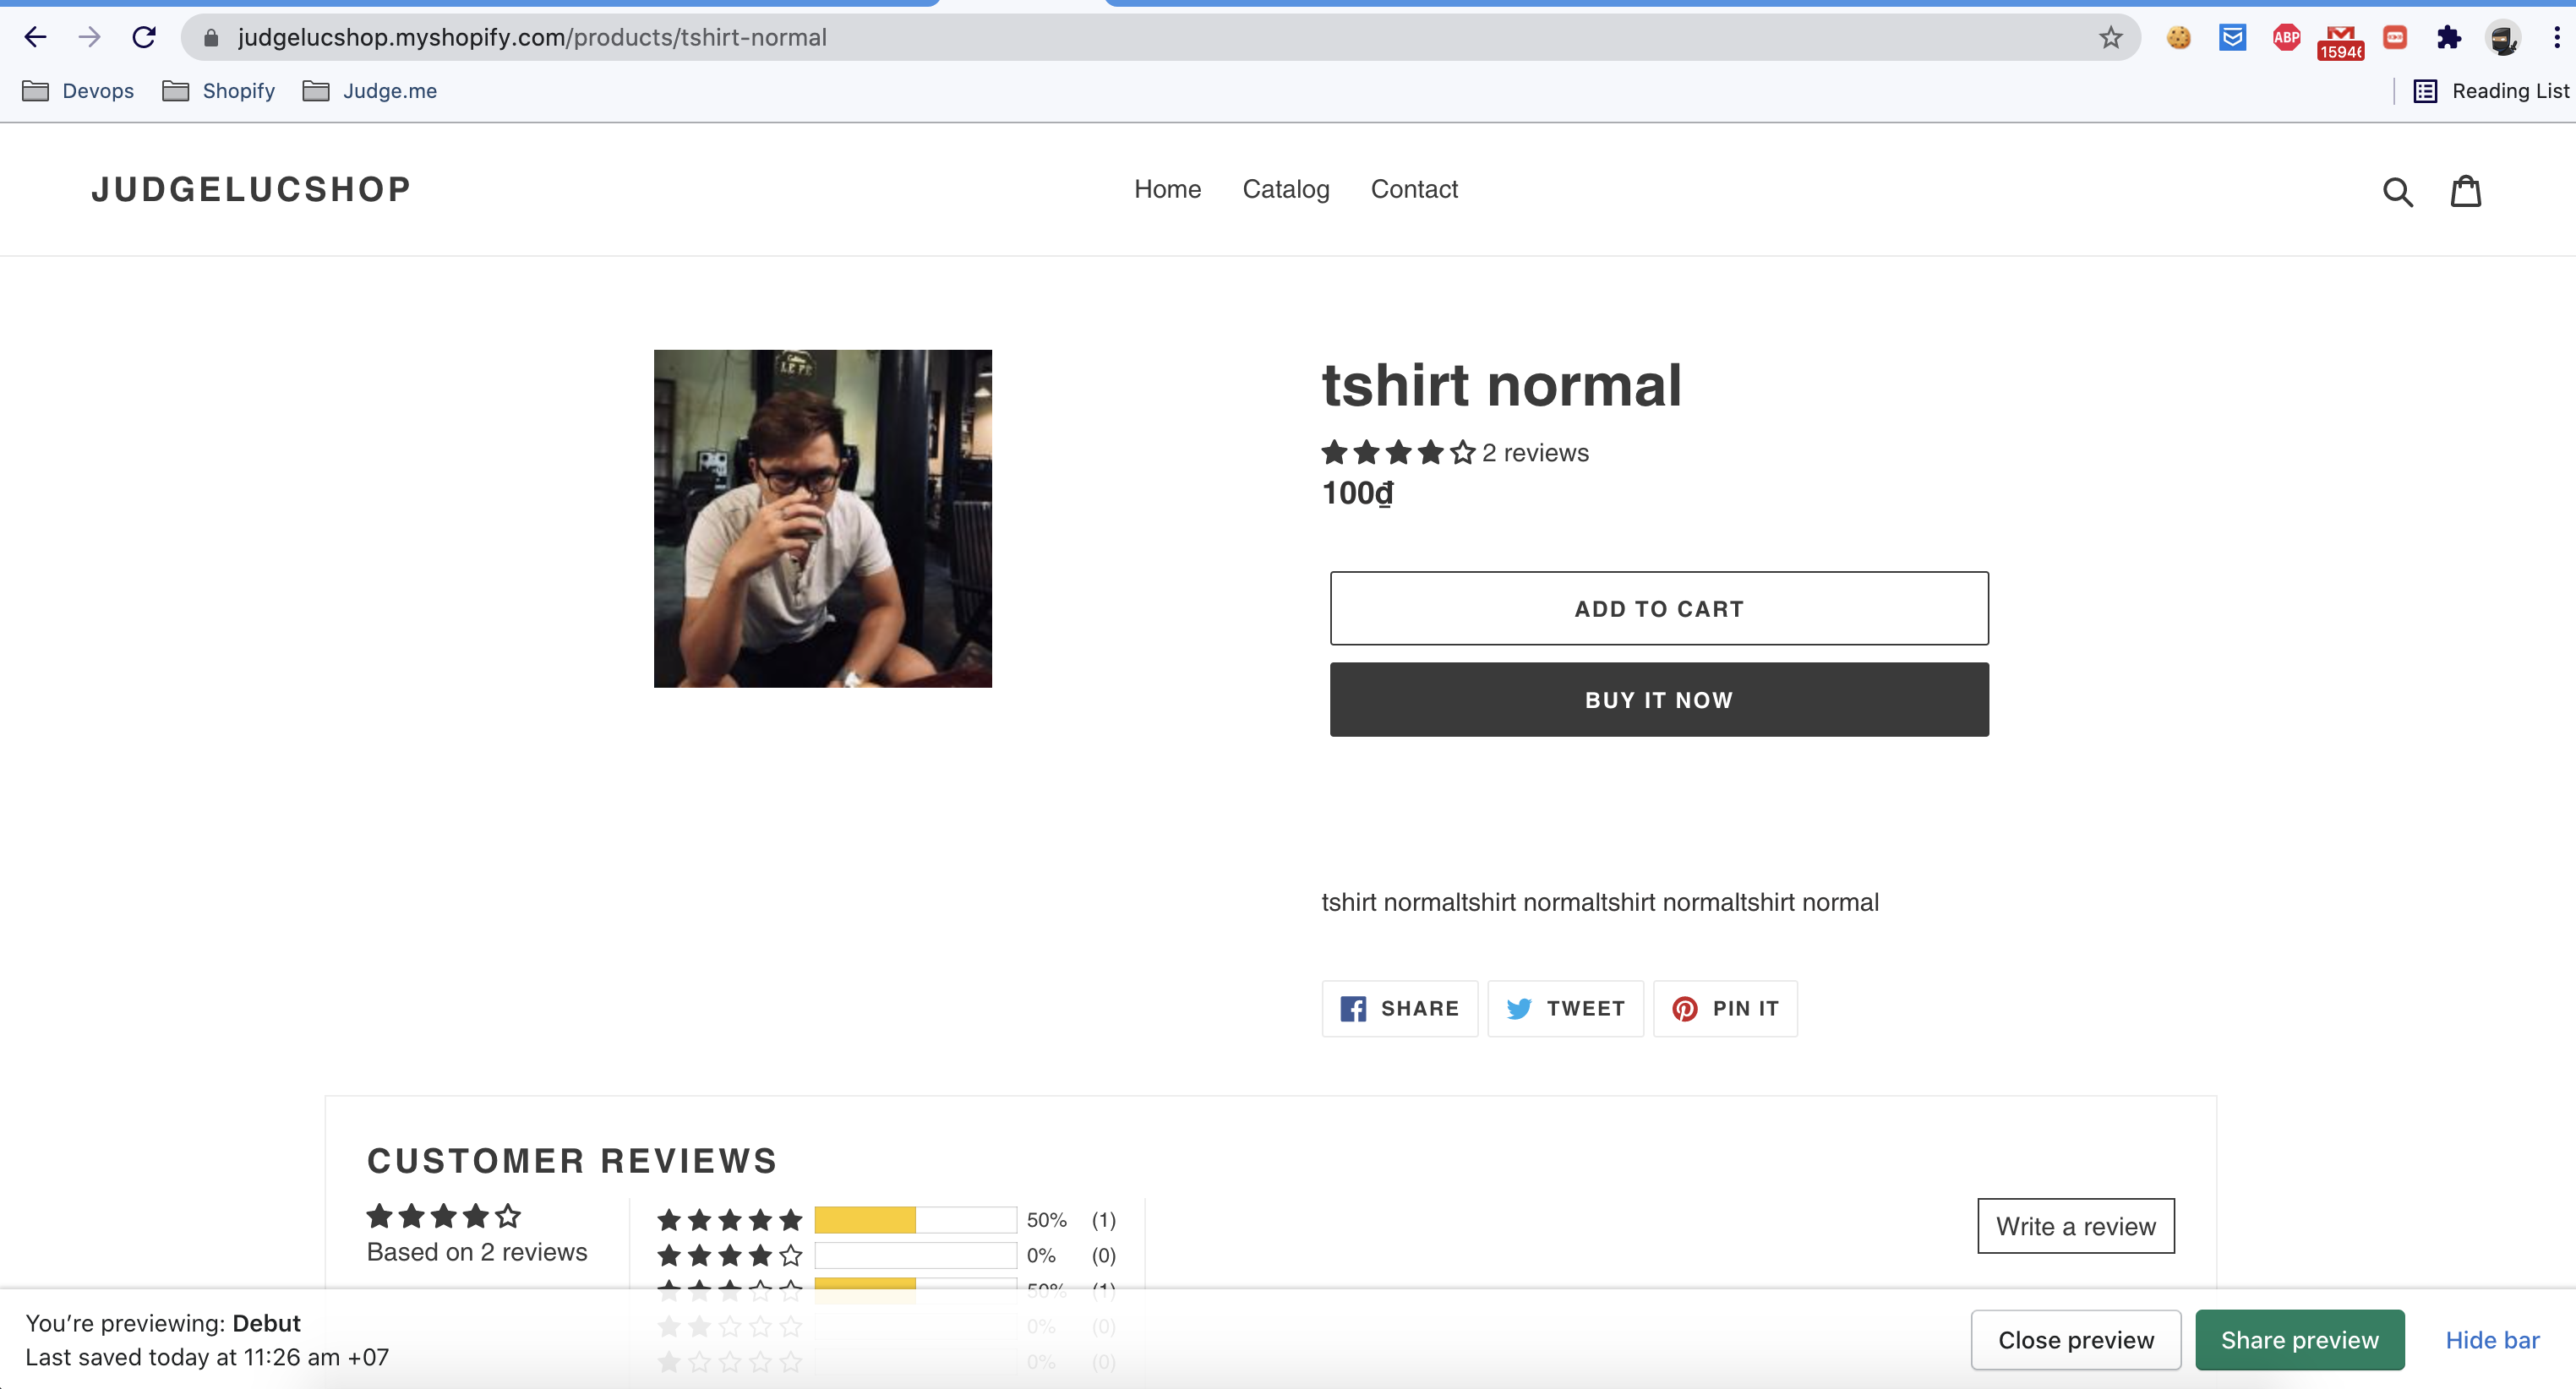 judgelucshop.myshopify.com/products/tshirt-normal
ABP
Devops
Shopify
Judge.me
Reading List
JUDGELUCSHOP
Home
Catalog
Contact
LE FE
tshirt normal
2 reviews
100₫
ADD TO CART
BUY IT NOW
tshirt normaltshirt normaltshirt normaltshirt normal
SHARE
TWEET
PIN IT
CUSTOMER REVIEWS
Based on 2 reviews
50% (1)
0% (0)
50% (1)
0% (0)
0% (0)
Write a review
You’re previewing: Debut
Last saved today at 11:26 am +07
Close preview
Share preview
Hide bar